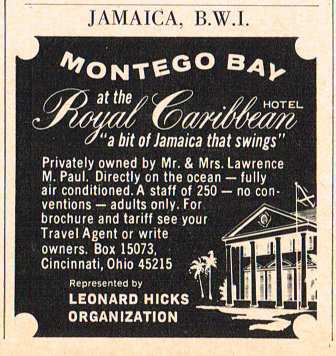 JAMAICA, B.W.I.
MONTEGO BAY
at the
Royal Caribbean HOTEL
"a bit of Jamaica that swings"
Privately owned by Mr. & Mrs. Lawrence
M. Paul. Directly on the ocean — fully
air conditioned. A staff of 250 — no con-
ventions — adults only. For
brochure and tariff see your
Travel Agent or write
owners. Box 15073,
Cincinnati, Ohio 45215
Represented by
LEONARD HICKS
ORGANIZATION